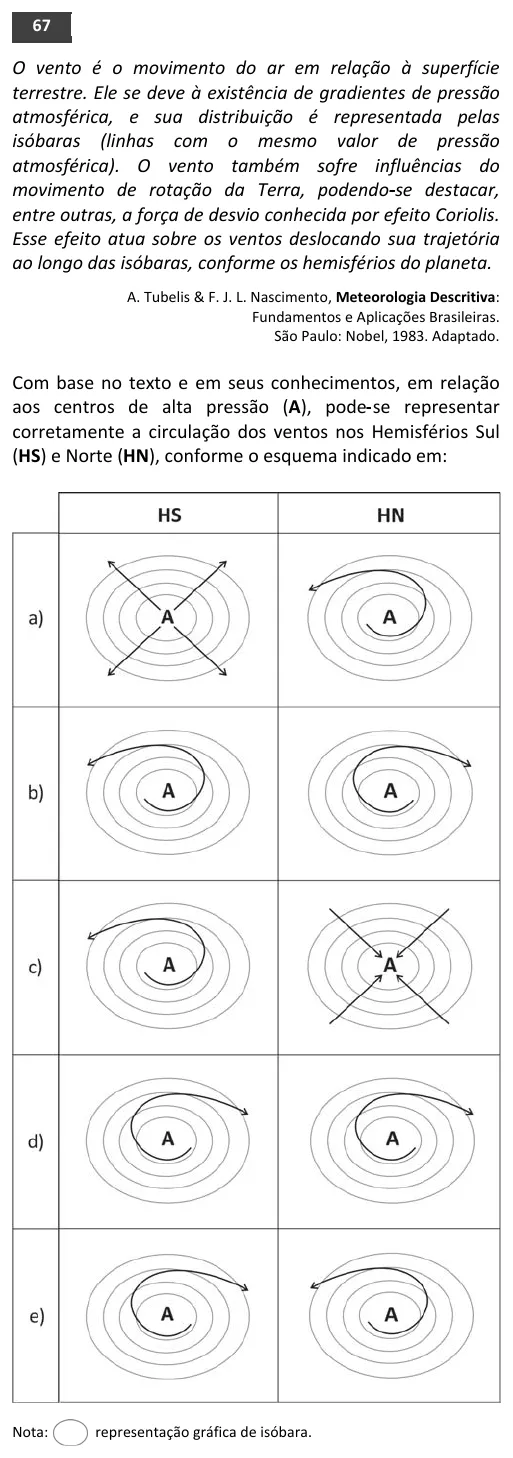 67
O vento é o movimento do ar em relação à superfície
terrestre. Ele se deve à existência de gradientes de pressão
atmosférica, e sua distribuição é representada pelas
isóbaras (linhas com o mesmo valor de pressão
atmosférica). O vento também sofre influências do
movimento de rotação da Terra, podendo-se destacar,
entre outras, a força de desvio conhecida por efeito Coriolis.
Esse efeito atua sobre os ventos deslocando sua trajetória
ao longo das isóbaras, conforme os hemisférios do planeta.
A. Tubelis & F. J. L. Nascimento, Meteorologia Descritiva:
Fundamentos e Aplicações Brasileiras.
São Paulo: Nobel, 1983. Adaptado.
Com base no texto e em seus conhecimentos, em relação
aos centros de alta pressão (A), pode-se representar
corretamente a circulação dos ventos nos Hemisférios Sul
(HS) e Norte (HN), conforme o esquema indicado em:
HS HN
a) A A
b) A A
c) A A
d) A A
e) A A
Nota: representação gráfica de isóbara.